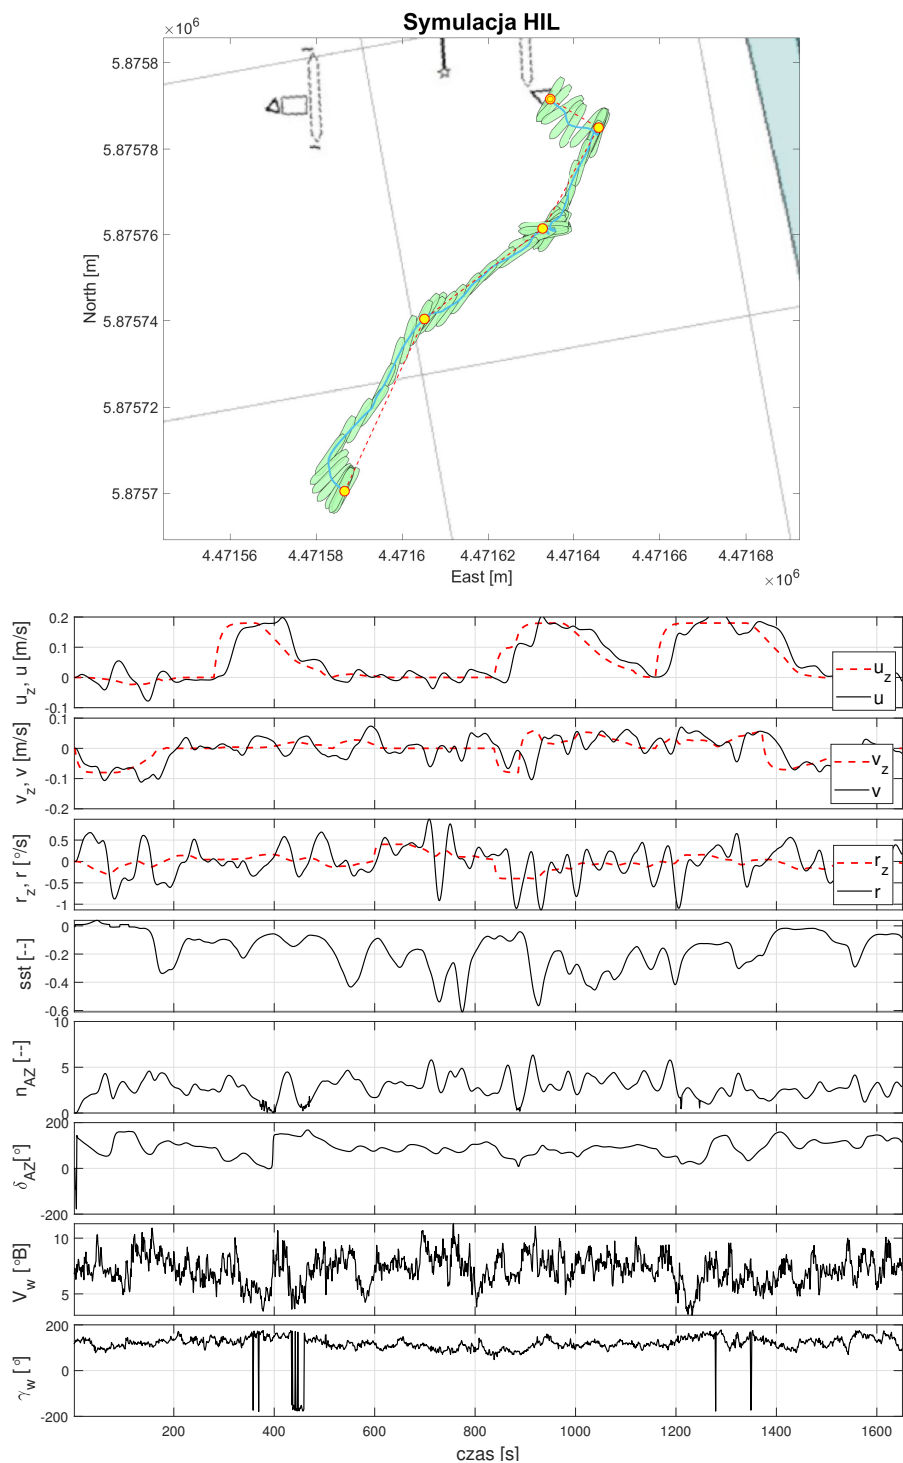 Symulacja HIL
×10⁶
5.8758
5.87578
5.87576
5.87574
5.87572
5.8757
North [m]
4.47156
4.47158
4.4716
4.47162
4.47164
4.47166
4.47168
East [m]
×10⁶
0.2
0.1
0
-0.1
u_z, u [m/s]
u_z
u
0.1
0
-0.1
-0.2
v_z, v [m/s]
v_z
v
0.5
0
-0.5
-1
r_z, r [°/s]
r_z
r
0
-0.2
-0.4
-0.6
sst [--]
10
5
0
n_AZ [--]
200
0
-200
δ_AZ[°]
10
5
V_w [°B]
200
0
-200
γ_w [°]
200
400
600
800
1000
1200
1400
1600
czas [s]